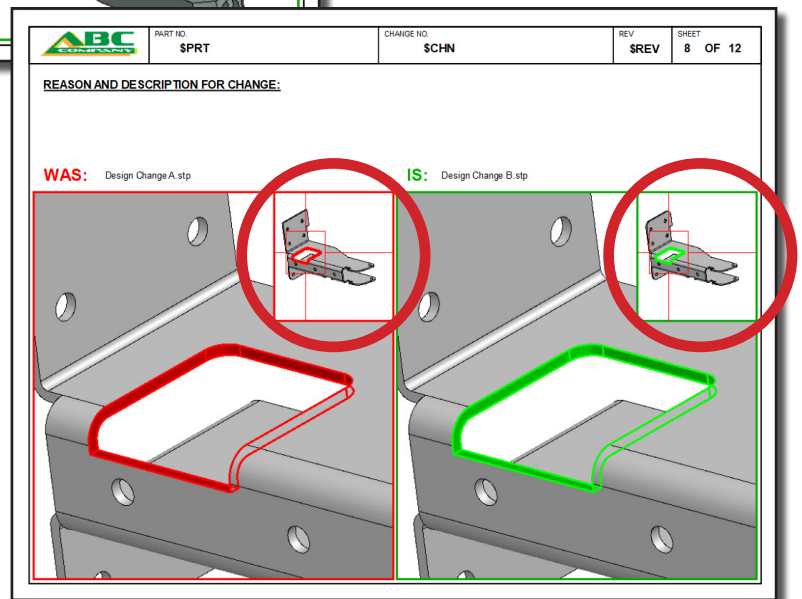 ABC
COMPANY
PART NO.
$PRT
CHANGE NO.
$CHN
REV
$REV
SHEET
8 OF 12
REASON AND DESCRIPTION FOR CHANGE:
WAS: Design Change A.stp
IS: Design Change B.stp